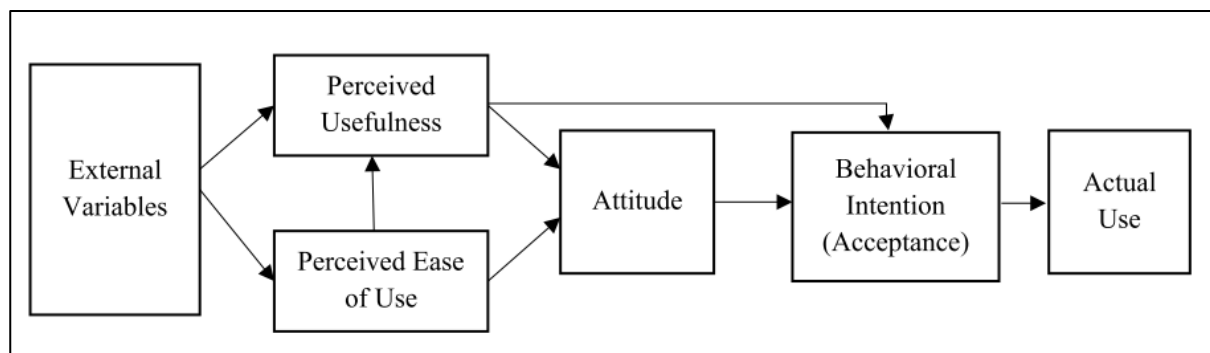 External
Variables
Perceived
Usefulness
Perceived Ease
of Use
Attitude
Behavioral
Intention
(Acceptance)
Actual
Use